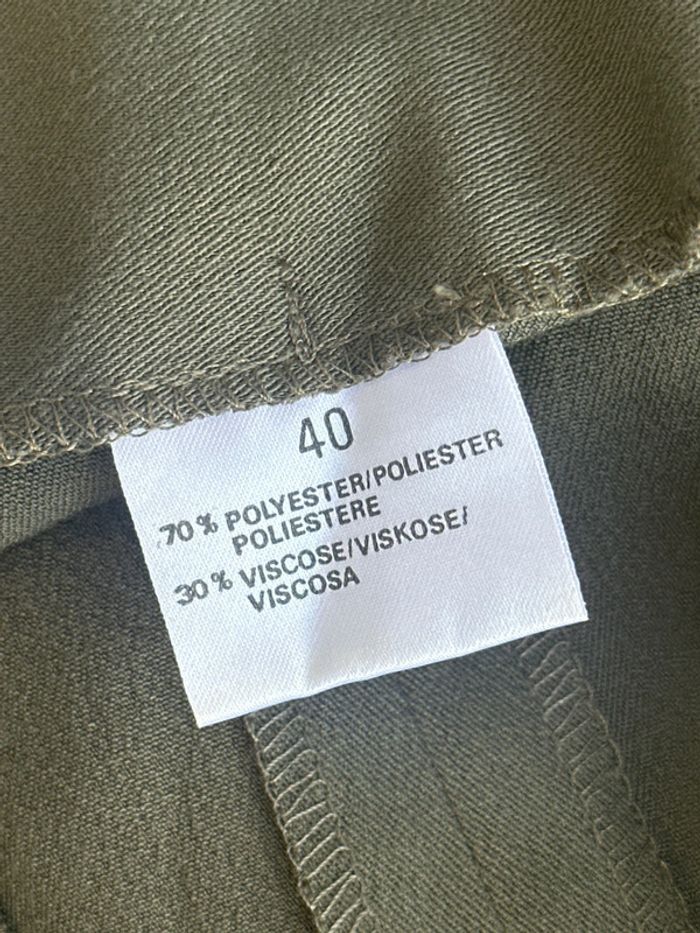 40
70% POLYESTER/POLIESTER
POLIESTERE
30% VISCOSE/VISKOSE/
VISCOSA